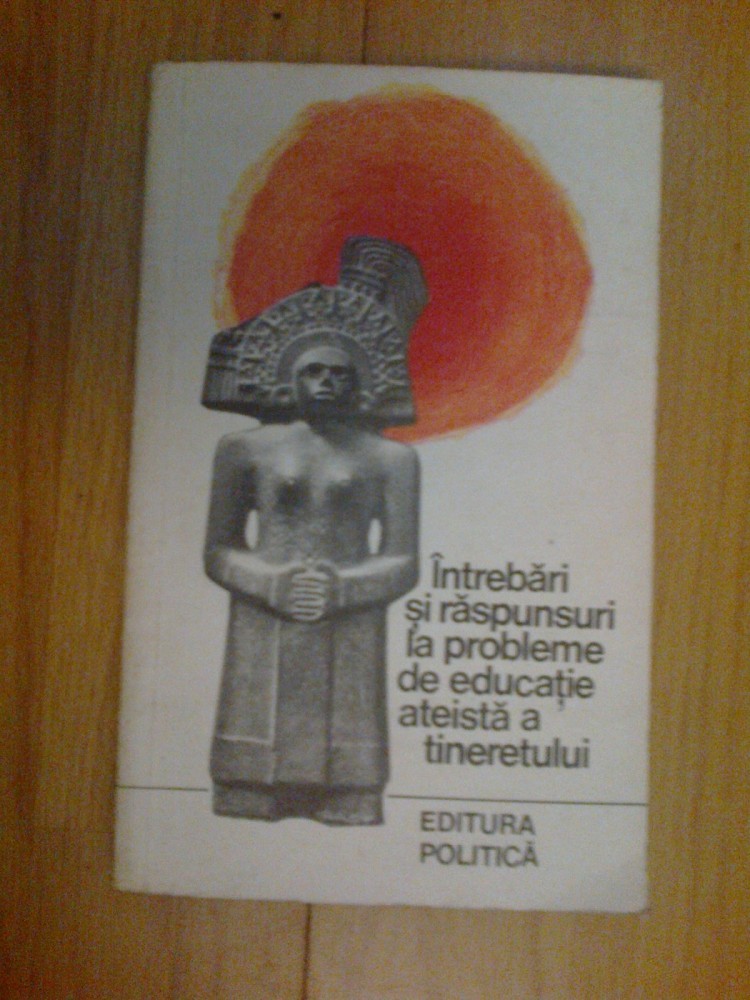 Întrebări
și răspunsuri
la probleme
de educație
ateistă a
tineretului
EDITURA
POLITICĂ